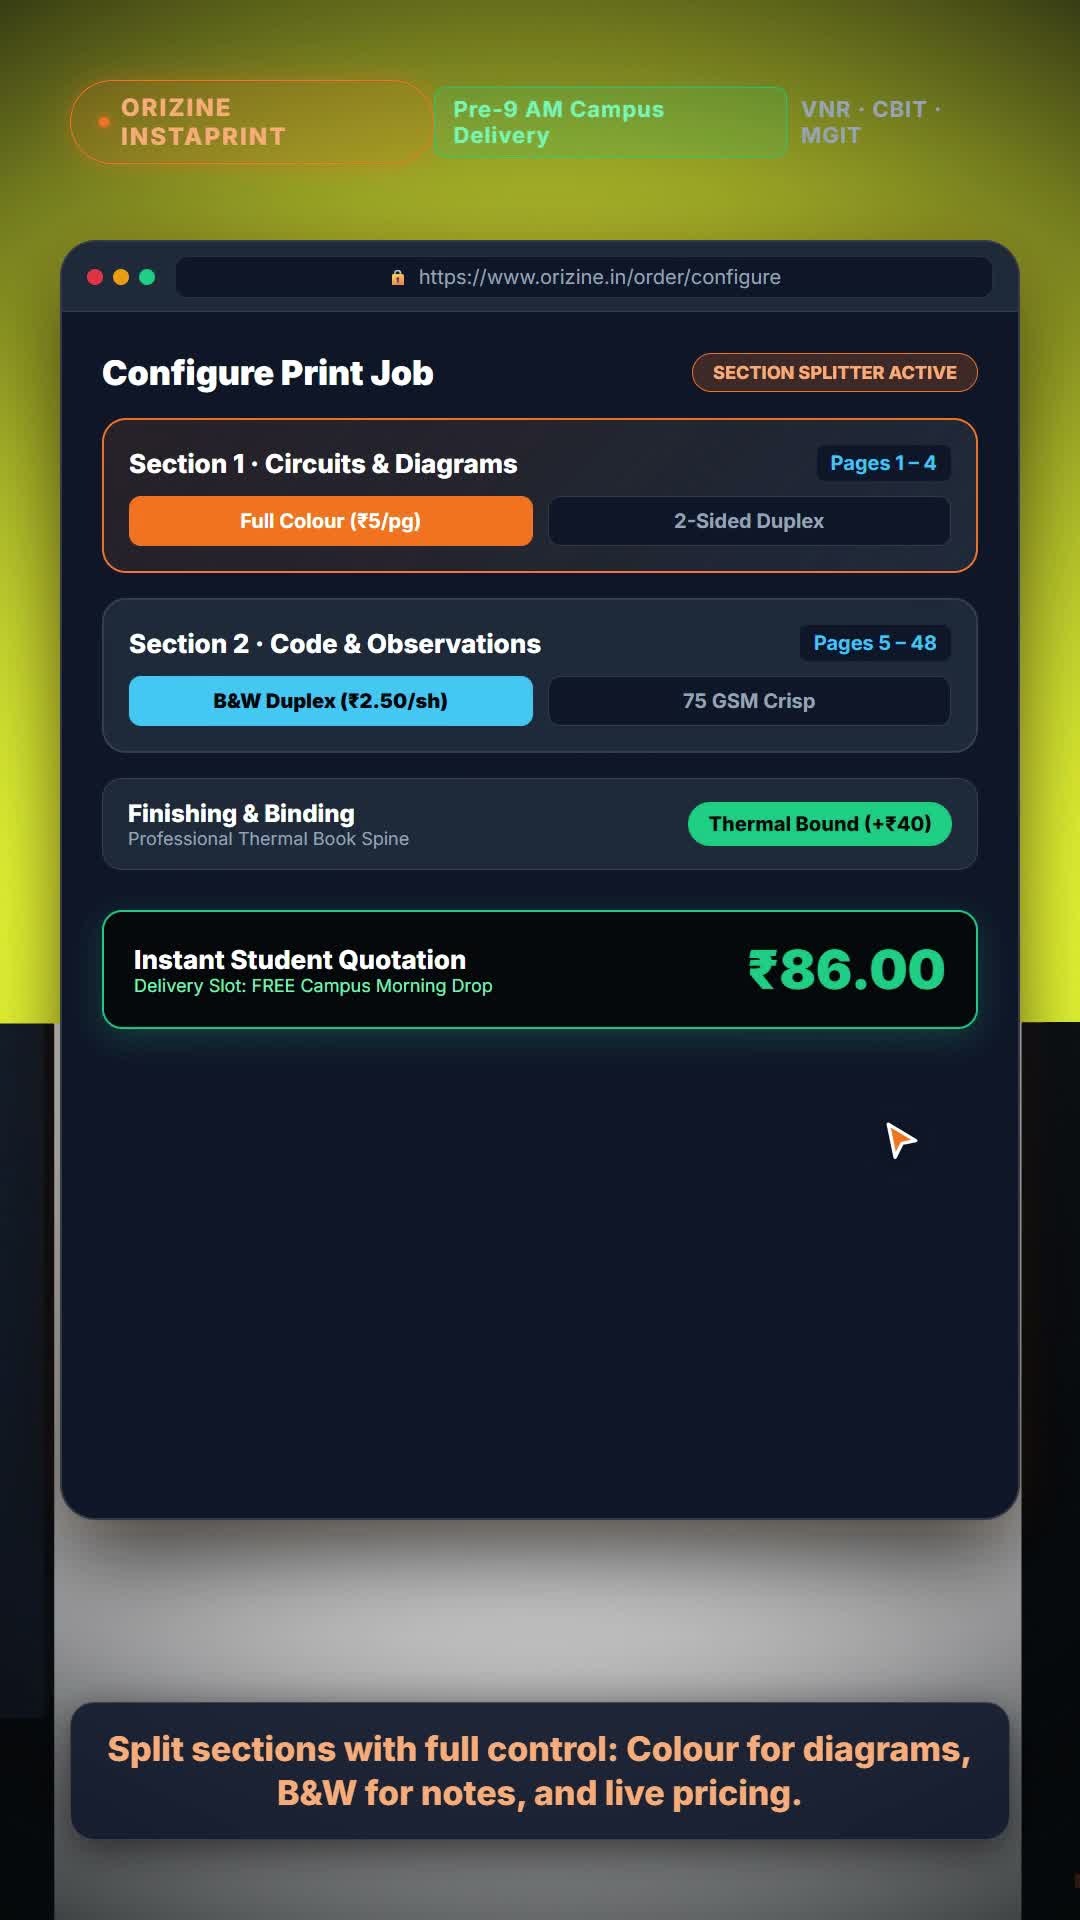 ORIZINE
INSTAPRINT
Pre-9 AM Campus
Delivery
VNR · CBIT ·
MGIT
https://www.orizine.in/order/configure
Configure Print Job
SECTION SPLITTER ACTIVE
Section 1 · Circuits & Diagrams
Pages 1 – 4
Full Colour (₹5/pg)
2-Sided Duplex
Section 2 · Code & Observations
Pages 5 – 48
B&W Duplex (₹2.50/sh)
75 GSM Crisp
Finishing & Binding
Professional Thermal Book Spine
Thermal Bound (+₹40)
Instant Student Quotation
Delivery Slot: FREE Campus Morning Drop
₹86.00
Split sections with full control: Colour for diagrams,
B&W for notes, and live pricing.